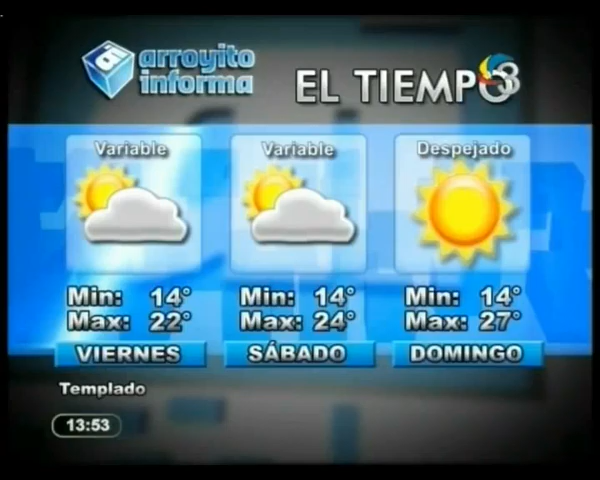 ai
arroyito
informa
EL TIEMPO
Variable
Variable
Despejado
Min: 14°
Max: 22°
Min: 14°
Max: 24°
Min: 14°
Max: 27°
VIERNES
SÁBADO
DOMINGO
Templado
13:53